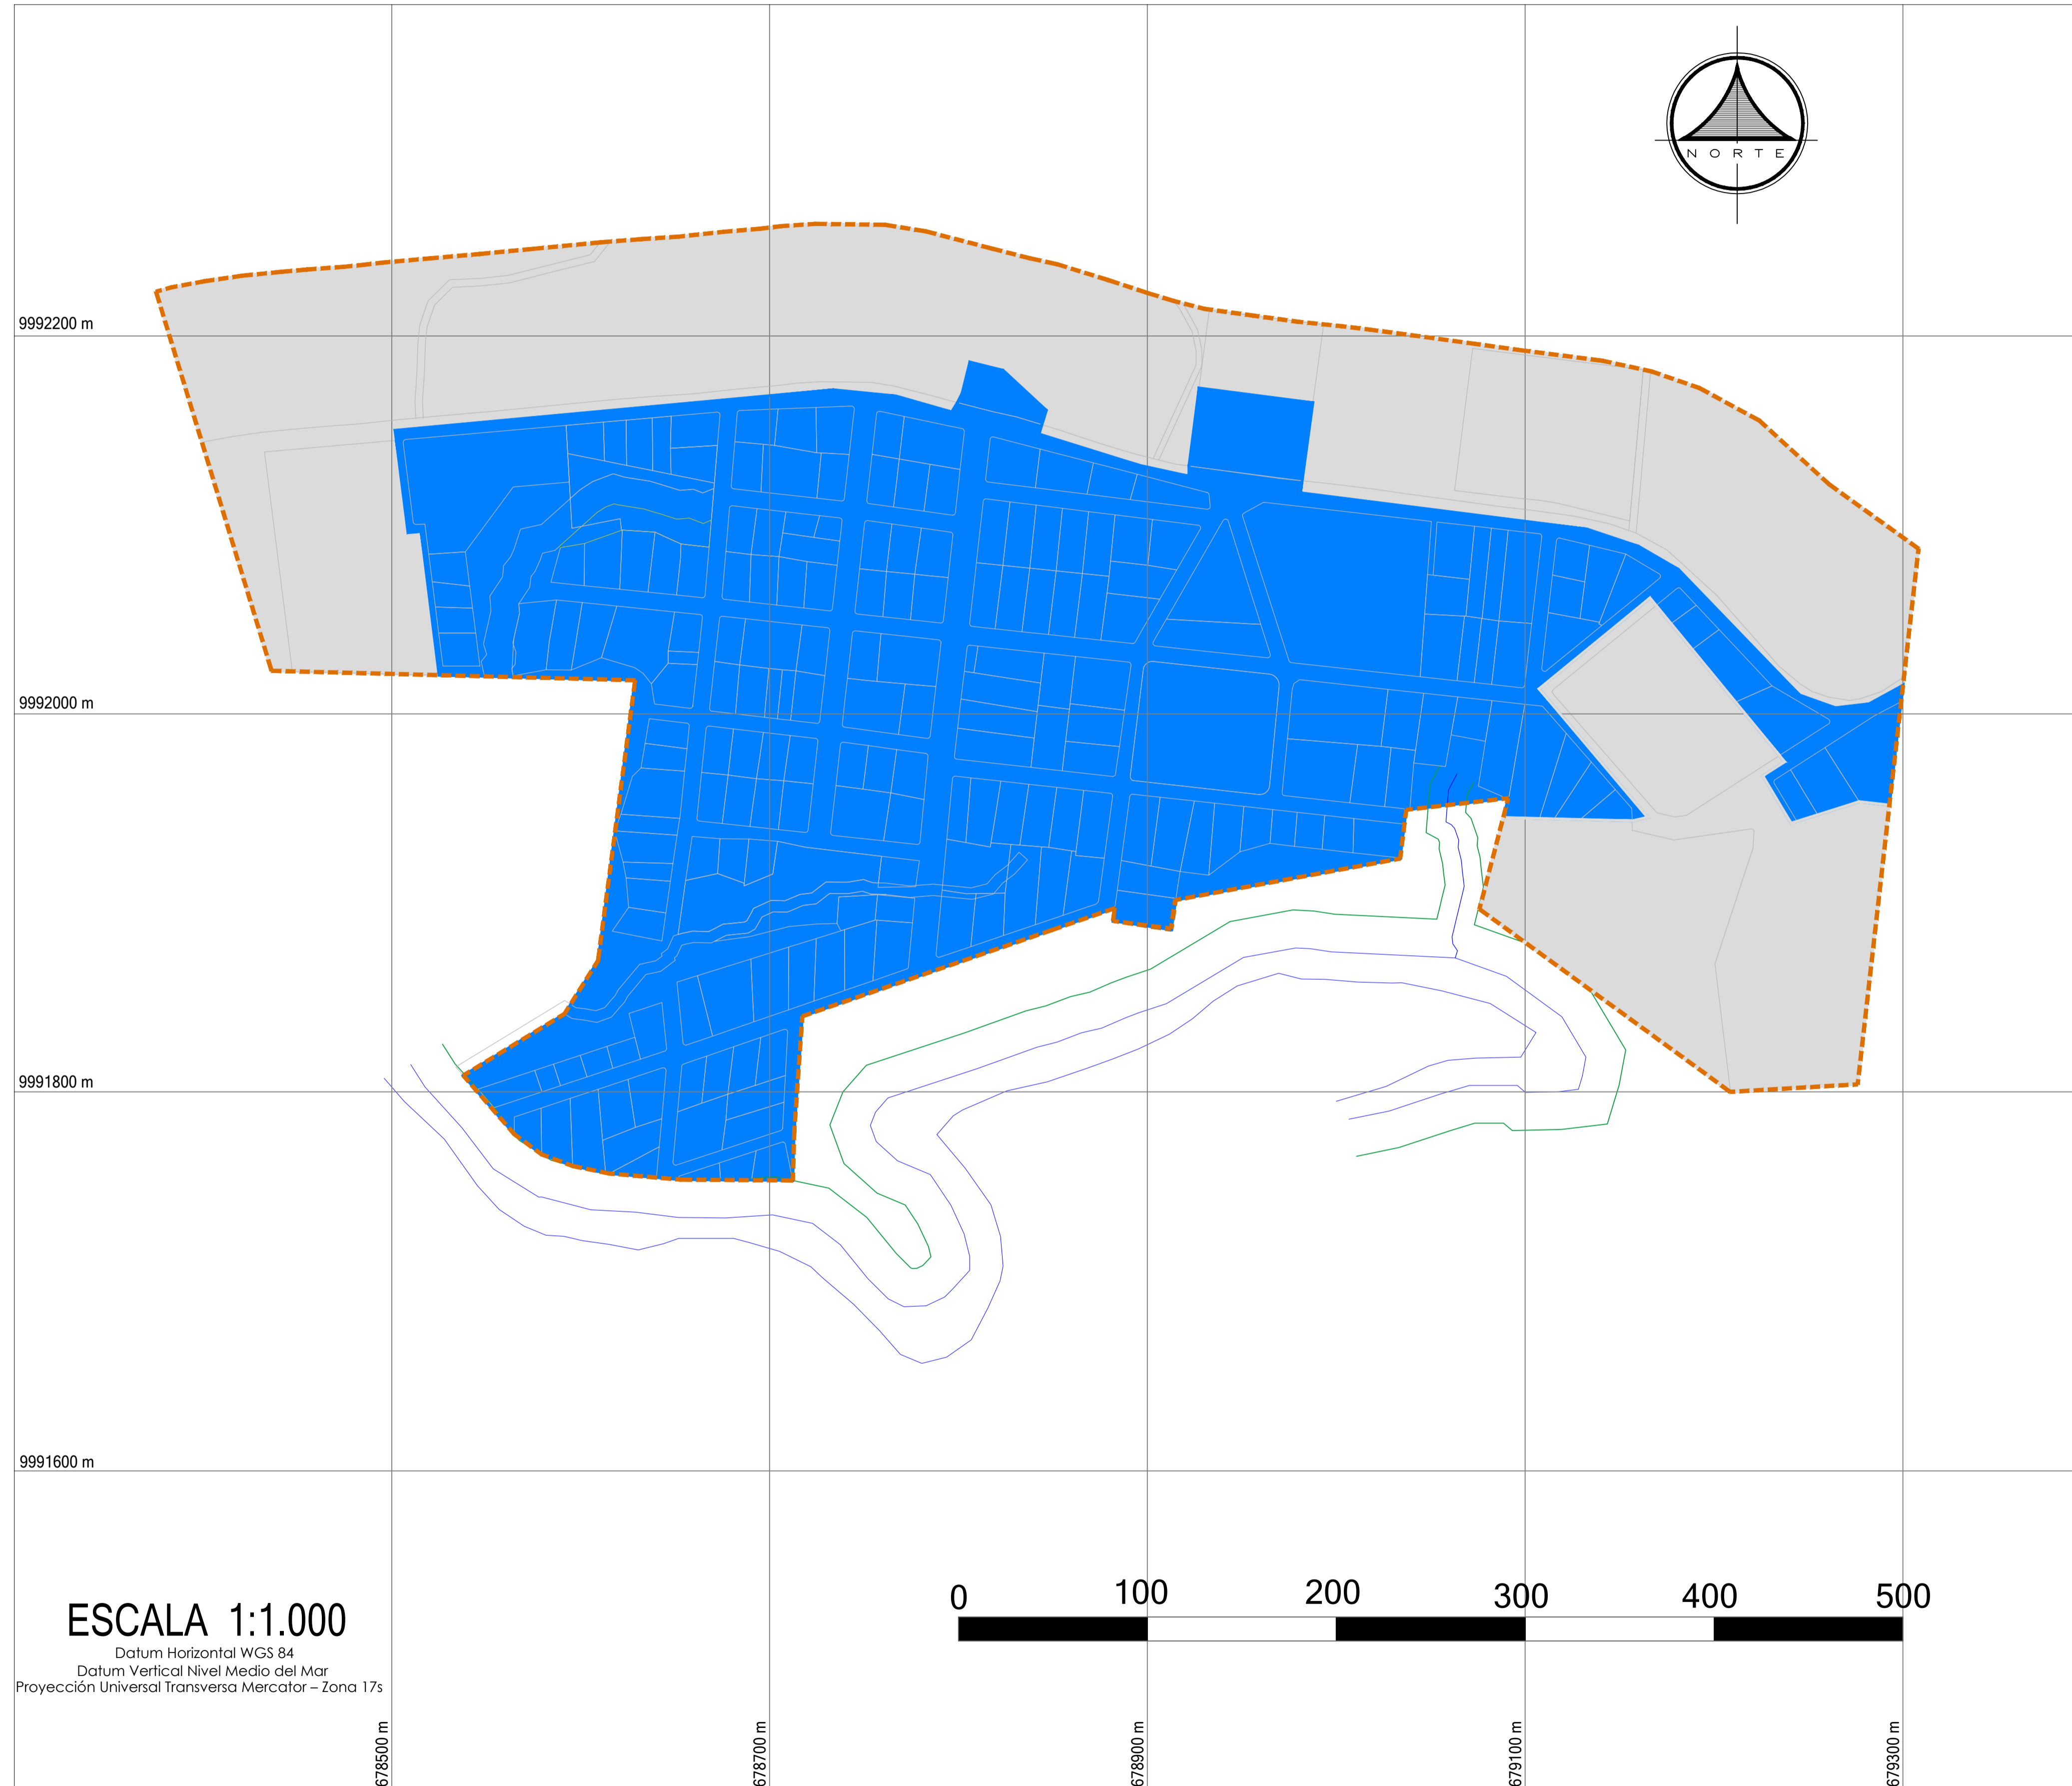 NORTE
9992200 m
9992000 m
9991800 m
9991600 m
ESCALA 1:1.000
Datum Horizontal WGS 84
Datum Vertical Nivel Medio del Mar
Proyección Universal Transversa Mercator – Zona 17s
0 100 200 300 400 500
678500 m
678700 m
678900 m
679100 m
679300 m